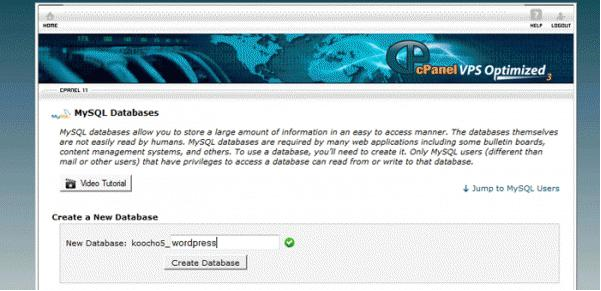 HOME HELP LOGOUT
cPanel VPS Optimized 3
CPANEL 11
MySQL MySQL Databases
MySQL databases allow you to store a large amount of information in an easy to access manner. The databases themselves
are not easily read by humans. MySQL databases are required by many web applications including some bulletin boards,
content management systems, and others. To use a database, you'll need to create it. Only MySQL users (different than
mail or other users) that have privileges to access a database can read from or write to that database.
Video Tutorial
Jump to MySQL Users
Create a New Database
New Database: koocho5_wordpress
Create Database